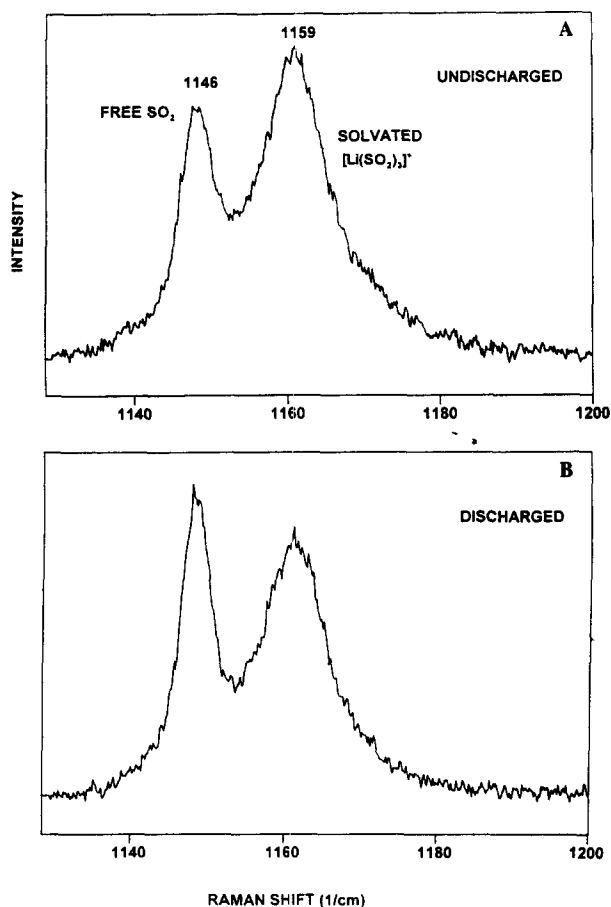 A
1159
1146
UNDISCHARGED
FREE SO₂
SOLVATED
[Li(SO₂)₃]⁺
INTENSITY
1140 1160 1180 1200
B
DISCHARGED
1140 1160 1180 1200
RAMAN SHIFT (1/cm)